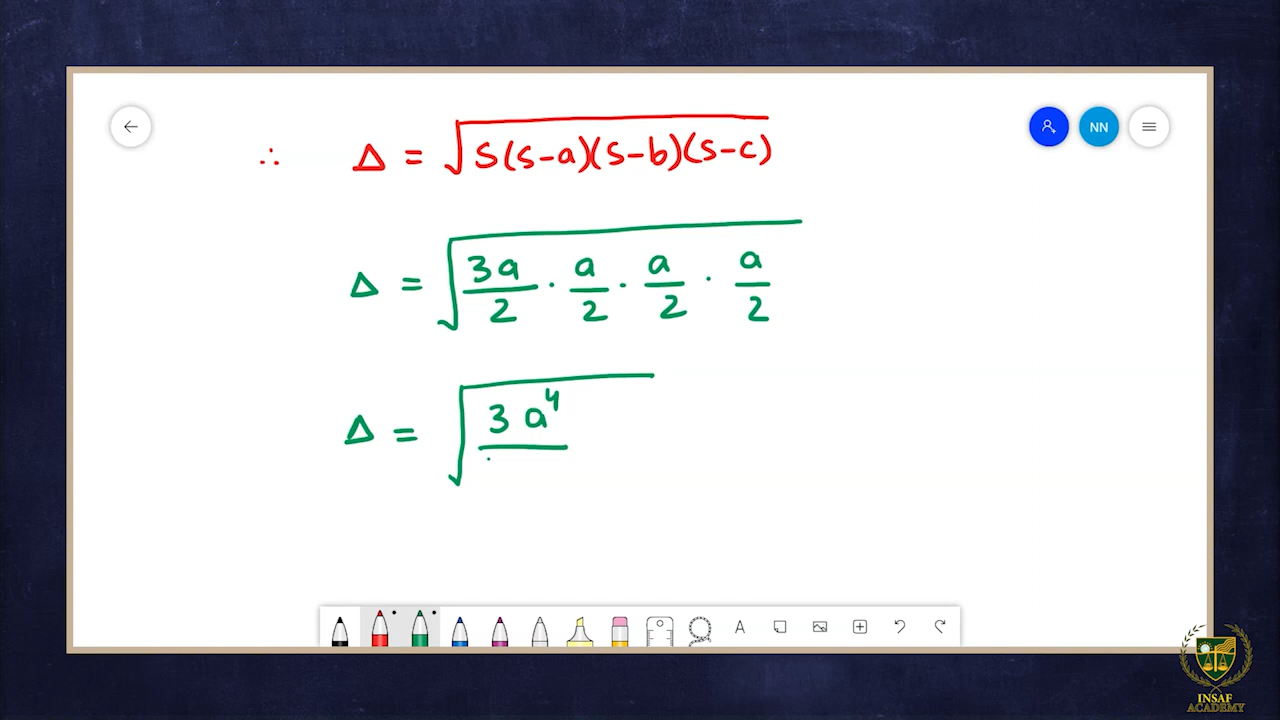 NN
∴ Δ = √S(S-a)(S-b)(S-c)
Δ = √3a/2 · a/2 · a/2 · a/2
Δ = √3a⁴/
A
INSAF
ACADEMY